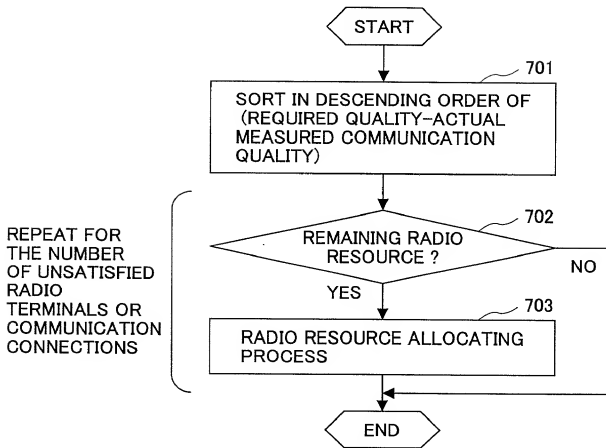 START
701
SORT IN DESCENDING ORDER OF
(REQUIRED QUALITY-ACTUAL
MEASURED COMMUNICATION
QUALITY)
702
REMAINING RADIO
RESOURCE ?
NO
YES
REPEAT FOR
THE NUMBER
OF UNSATISFIED
RADIO
TERMINALS OR
COMMUNICATION
CONNECTIONS
703
RADIO RESOURCE ALLOCATING
PROCESS
END